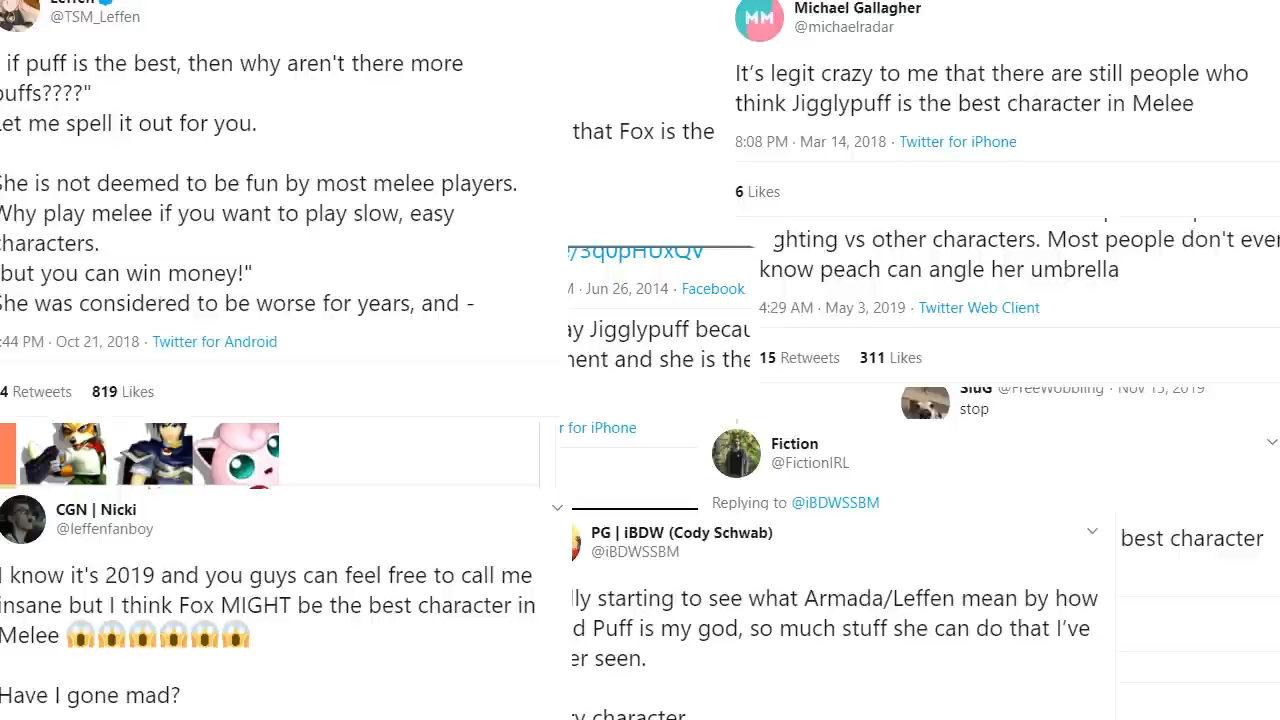 Leffen
@TSM_Leffen
if puff is the best, then why aren't there more
puffs????"
Let me spell it out for you.
She is not deemed to be fun by most melee players.
Why play melee if you want to play slow, easy
characters.
but you can win money!"
She was considered to be worse for years, and -
:44 PM · Oct 21, 2018 · Twitter for Android
4 Retweets 819 Likes
CGN | Nicki
@leffenfanboy
I know it's 2019 and you guys can feel free to call me
insane but I think Fox MIGHT be the best character in
Melee 😱😱😱😱😱😱
Have I gone mad?
that Fox is the
/3q0pHUxQV
M · Jun 26, 2014 · Facebook
ay Jigglypuff becau
nent and she is the
r for iPhone
MM
Michael Gallagher
@michaelradar
It's legit crazy to me that there are still people who
think Jigglypuff is the best character in Melee
8:08 PM · Mar 14, 2018 · Twitter for iPhone
6 Likes
ghting vs other characters. Most people don't even
know peach can angle her umbrella
4:29 AM · May 3, 2019 · Twitter Web Client
15 Retweets 311 Likes
SluG @FreeWobbling · Nov 15, 2019
stop
Fiction
@FictionIRL
Replying to @iBDWSSBM
PG | iBDW (Cody Schwab)
@iBDWSSBM
lly starting to see what Armada/Leffen mean by how
d Puff is my god, so much stuff she can do that I've
er seen.
ry character
best character